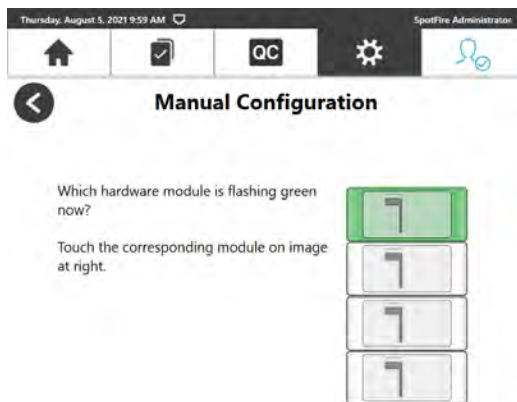 Thursday, August 5, 2021 9:59 AM
SpotFire Administrator
QC
Manual Configuration
Which hardware module is flashing green
now?
Touch the corresponding module on image
at right.